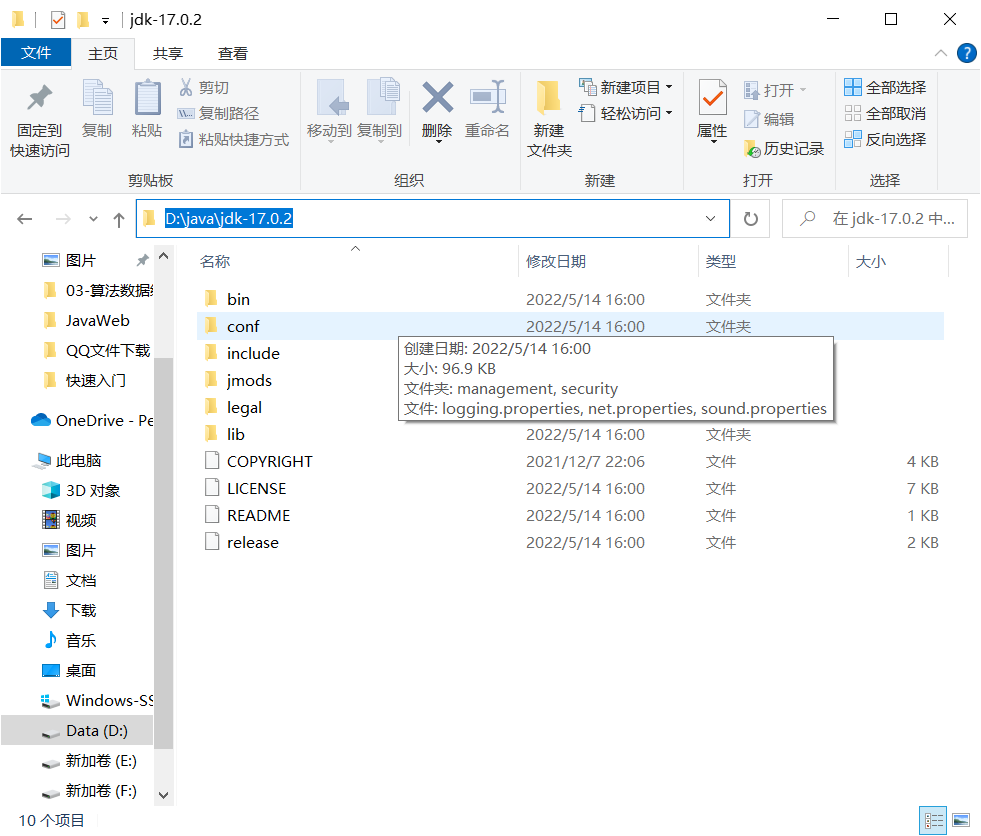 jdk-17.0.2
文件 主页 共享 查看
固定到快速访问
复制
粘贴
剪切
复制路径
粘贴快捷方式
移动到 复制到
删除 重命名
新建文件夹
新建项目
轻松访问
属性
打开
编辑
历史记录
全部选择
全部取消
反向选择
剪贴板 组织 新建 打开 选择
D:\java\jdk-17.0.2
在 jdk-17.0.2 中...
图片
03-算法数据结
JavaWeb
QQ文件下载
快速入门
OneDrive - Pe
此电脑
3D 对象
视频
图片
文档
下载
音乐
桌面
Windows-SS
Data (D:)
新加卷 (E:)
新加卷 (F:)
名称 修改日期 类型 大小
bin 2022/5/14 16:00 文件夹
conf 2022/5/14 16:00 文件夹
include
jmods
legal
lib 2022/5/14 16:00 文件夹
COPYRIGHT 2021/12/7 22:06 文件 4 KB
LICENSE 2022/5/14 16:00 文件 7 KB
README 2022/5/14 16:00 文件 1 KB
release 2022/5/14 16:00 文件 2 KB
创建日期: 2022/5/14 16:00
大小: 96.9 KB
文件夹: management, security
文件: logging.properties, net.properties, sound.properties
10 个项目